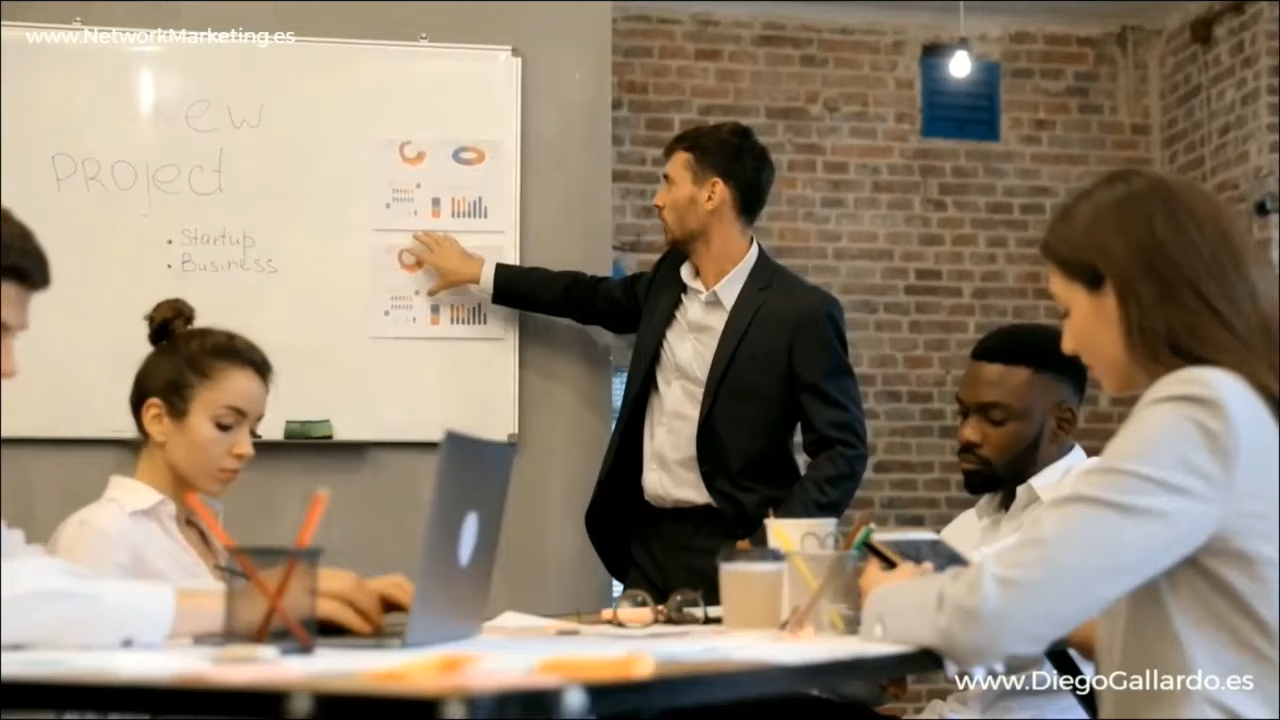 www.NetworkMarketing.es
ew
PROJect
• Startup
• Business
www.DiegoGallardo.es